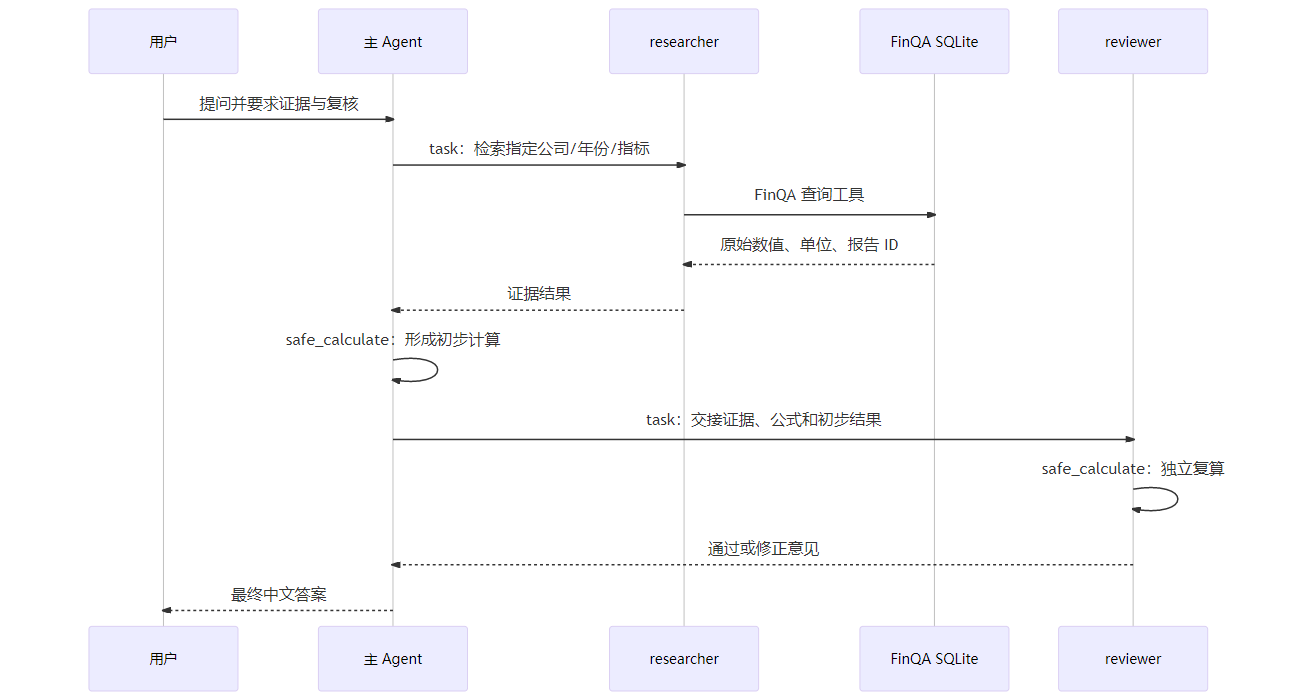 用户
主 Agent
researcher
FinQA SQLite
reviewer
提问并要求证据与复核
task：检索指定公司/年份/指标
FinQA 查询工具
原始数值、单位、报告 ID
证据结果
safe_calculate：形成初步计算
task：交接证据、公式和初步结果
safe_calculate：独立复算
通过或修正意见
最终中文答案
用户
主 Agent
researcher
FinQA SQLite
reviewer